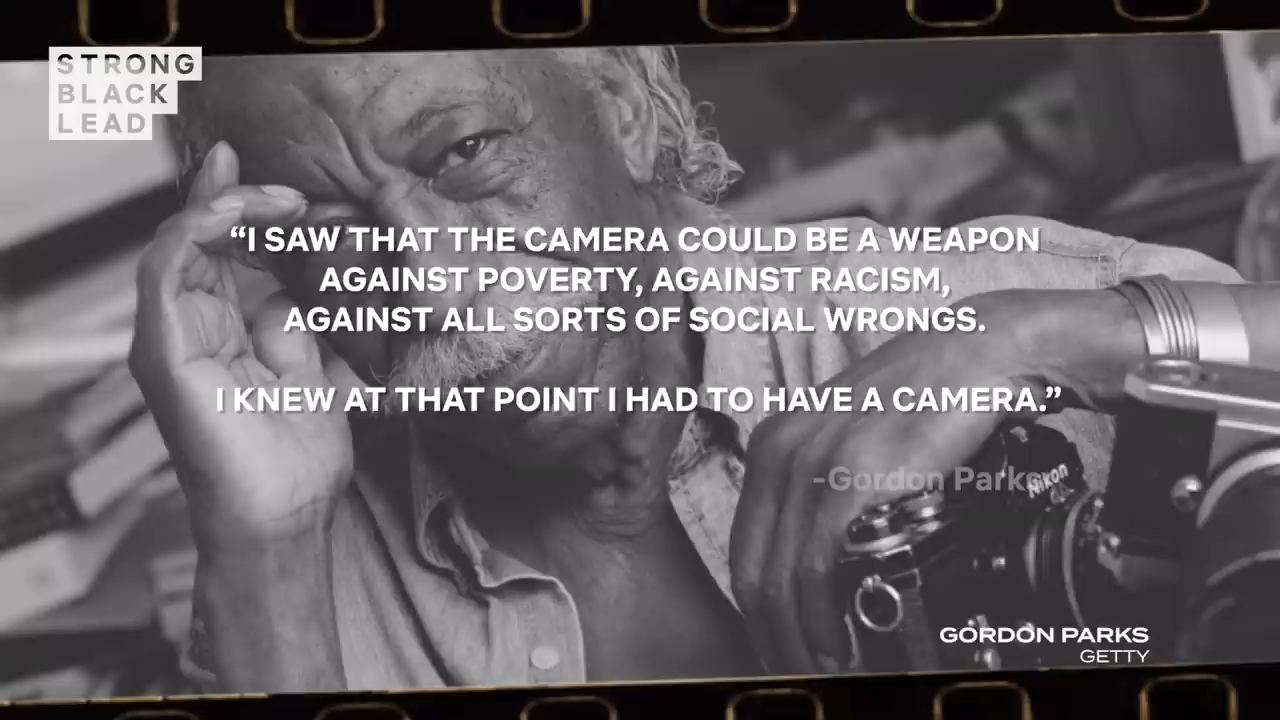 STRONG
BLACK
LEAD
“I SAW THAT THE CAMERA COULD BE A WEAPON
AGAINST POVERTY, AGAINST RACISM,
AGAINST ALL SORTS OF SOCIAL WRONGS.
I KNEW AT THAT POINT I HAD TO HAVE A CAMERA.”
-Gordon Parks
Nikon
GORDON PARKS
GETTY